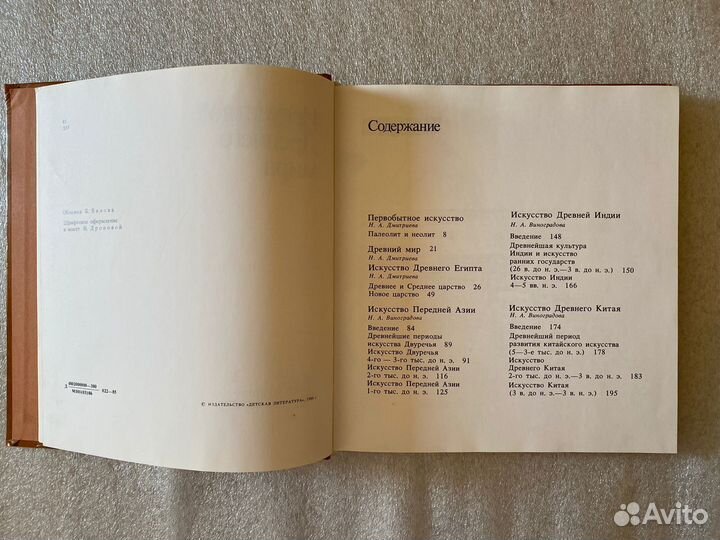 Обложка Б. Кыштымова
Шрифтовое оформление
и макет И. Дроновой
522—85
© ИЗДАТЕЛЬСТВО «ДЕТСКАЯ ЛИТЕРАТУРА»,
Содержание
Первобытное искусство
Н. А. Дмитриева
Палеолит и неолит 8
Древний мир 21
Н. А. Дмитриева
Искусство Древнего Египта
Н. А. Дмитриева
Древнее и Среднее царство 26
Новое царство 49
Искусство Передней Азии
Н. А. Виноградова
Введение 84
Древнейшие периоды
искусства Двуречья 89
Искусство Двуречья
4-го — 3-го тыс. до н. э. 91
Искусство Передней Азии
2-го тыс. до н. э. 116
Искусство Передней Азии
1-го тыс. до н. э. 125
Искусство Древней Индии
Н. А. Виноградова
Введение 148
Древнейшая культура
Индии и искусство
ранних государств
(26 в. до н. э.—3 в. до н. э.) 150
Искусство Индии
4—5 вв. н. э. 166
Искусство Древнего Китая
Н. А. Виноградова
Введение 174
Древнейший период
развития китайского искусства
(5—3-е тыс. до н. э.) 178
Искусство
Древнего Китая
2-го тыс. до н. э.—3 в. до н. э. 183
Искусство Китая
(3 в. до н. э.—3 в. н. э.) 195
Avito